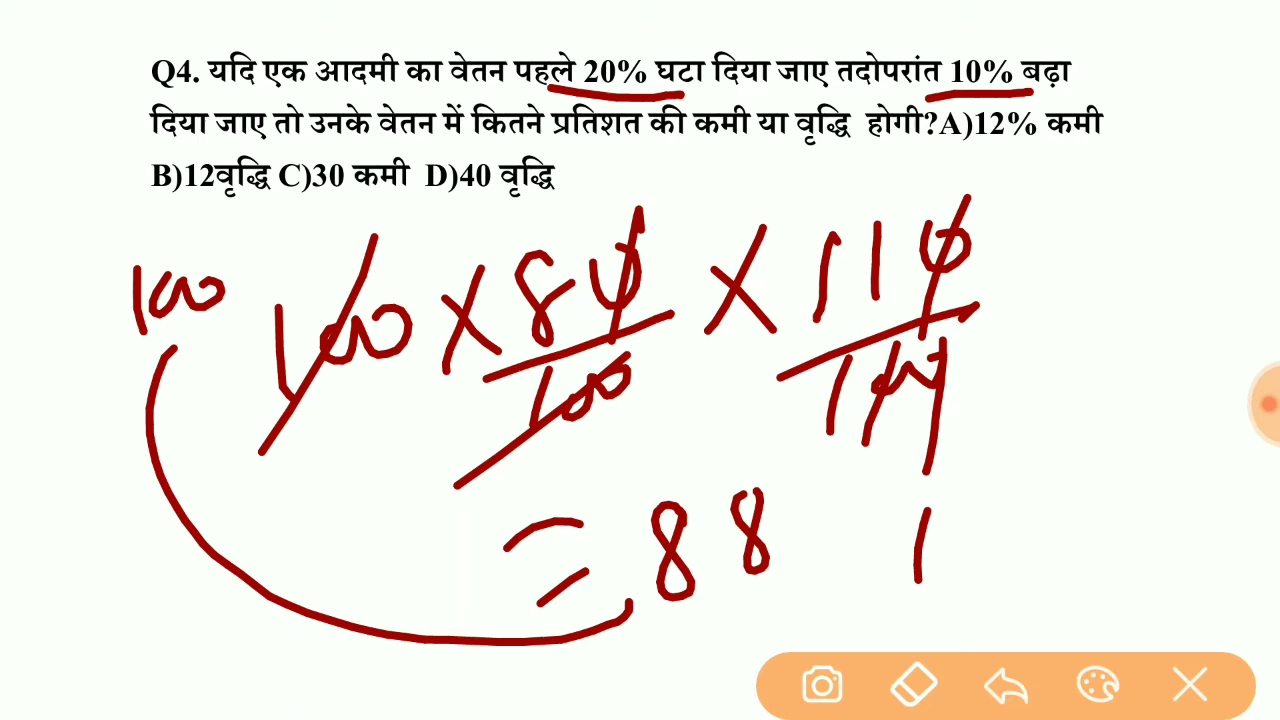 Q4. यदि एक आदमी का वेतन पहले 20% घटा दिया जाए तदोपरांत 10% बढ़ा
दिया जाए तो उनके वेतन में कितने प्रतिशत की कमी या वृद्धि होगी?A)12% कमी
B)12वृद्धि C)30 कमी D)40 वृद्धि
100 100 × 80 × 110
100 100
= 88 1